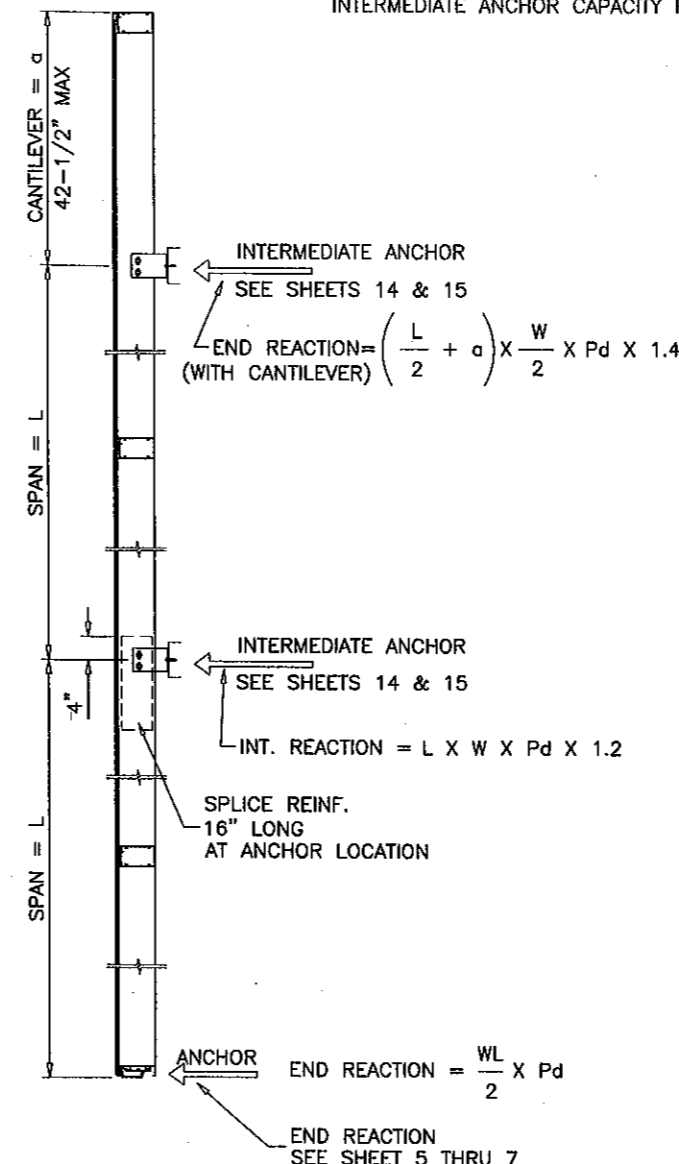 INTERMEDIATE ANCHOR CAPACITY
CANTILEVER = a
42-1/2" MAX
INTERMEDIATE ANCHOR
SEE SHEETS 14 & 15
END REACTION= ( L/2 + a ) X W/2 X Pd X 1.4
(WITH CANTILEVER)
SPAN = L
INTERMEDIATE ANCHOR
SEE SHEETS 14 & 15
4"
INT. REACTION = L X W X Pd X 1.2
SPLICE REINF.
16" LONG
AT ANCHOR LOCATION
SPAN = L
ANCHOR
END REACTION = WL/2 X Pd
END REACTION
SEE SHEET 5 THRU 7